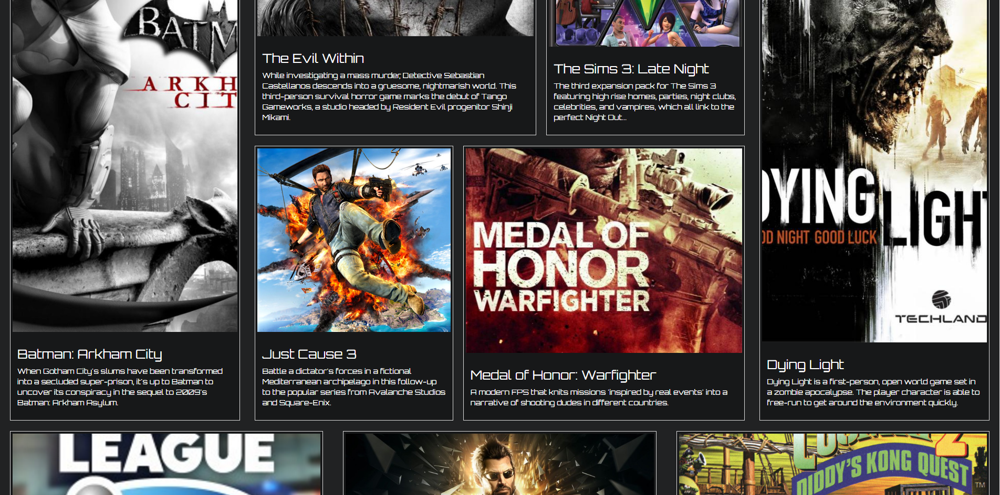 BATM
ARKH
CIT
Batman: Arkham City
When Gotham City's slums have been transformed
into a secluded super-prison, it's up to Batman to
uncover its conspiracy in the sequel to 2009's
Batman: Arkham Asylum.
The Evil Within
While investigating a mass murder, Detective Sebastian
Castellanos descends into a gruesome, nightmarish world. This
third-person survival horror game marks the debut of Tango
Gameworks, a studio headed by Resident Evil progenitor Shinji
Mikami.
The Sims 3: Late Night
The third expansion pack for The Sims 3
featuring high rise homes, parties, night clubs,
celebrities, and vampires, which all link to the
perfect Night Out...
Just Cause 3
Battle a dictator's forces in a fictional
Mediterranean archipelago in this follow-up
to the popular series from Avalanche Studios
and Square-Enix.
MEDAL OF
HONOR
WARFIGHTER
Medal of Honor: Warfighter
A modern FPS that knits missions 'inspired by real events' into a
narrative of shooting dudes in different countries.
DYING
LIGHT
OD NIGHT GOOD LUCK
TECHLAND
Dying Light
Dying Light is a first-person, open world game set in
a zombie apocalypse. The player character is able to
free-run to get around the environment quickly.
LEAGUE
2
DIDDY'S KONG QUEST
TM